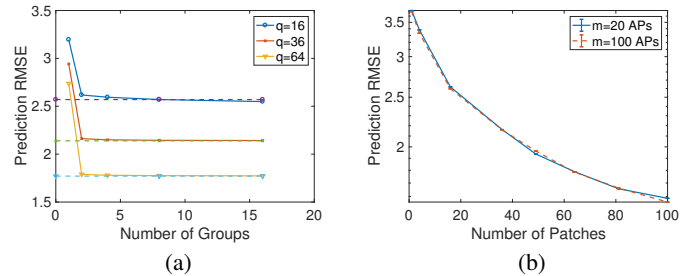 3.5
3
2.5
2
1.5
0
5
10
15
20
Prediction RMSE
Number of Groups
q=16
q=36
q=64
(a)
3.5
3
2.5
2
0
20
40
60
80
100
Prediction RMSE
Number of Patches
m=20 APs
m=100 APs
(b)